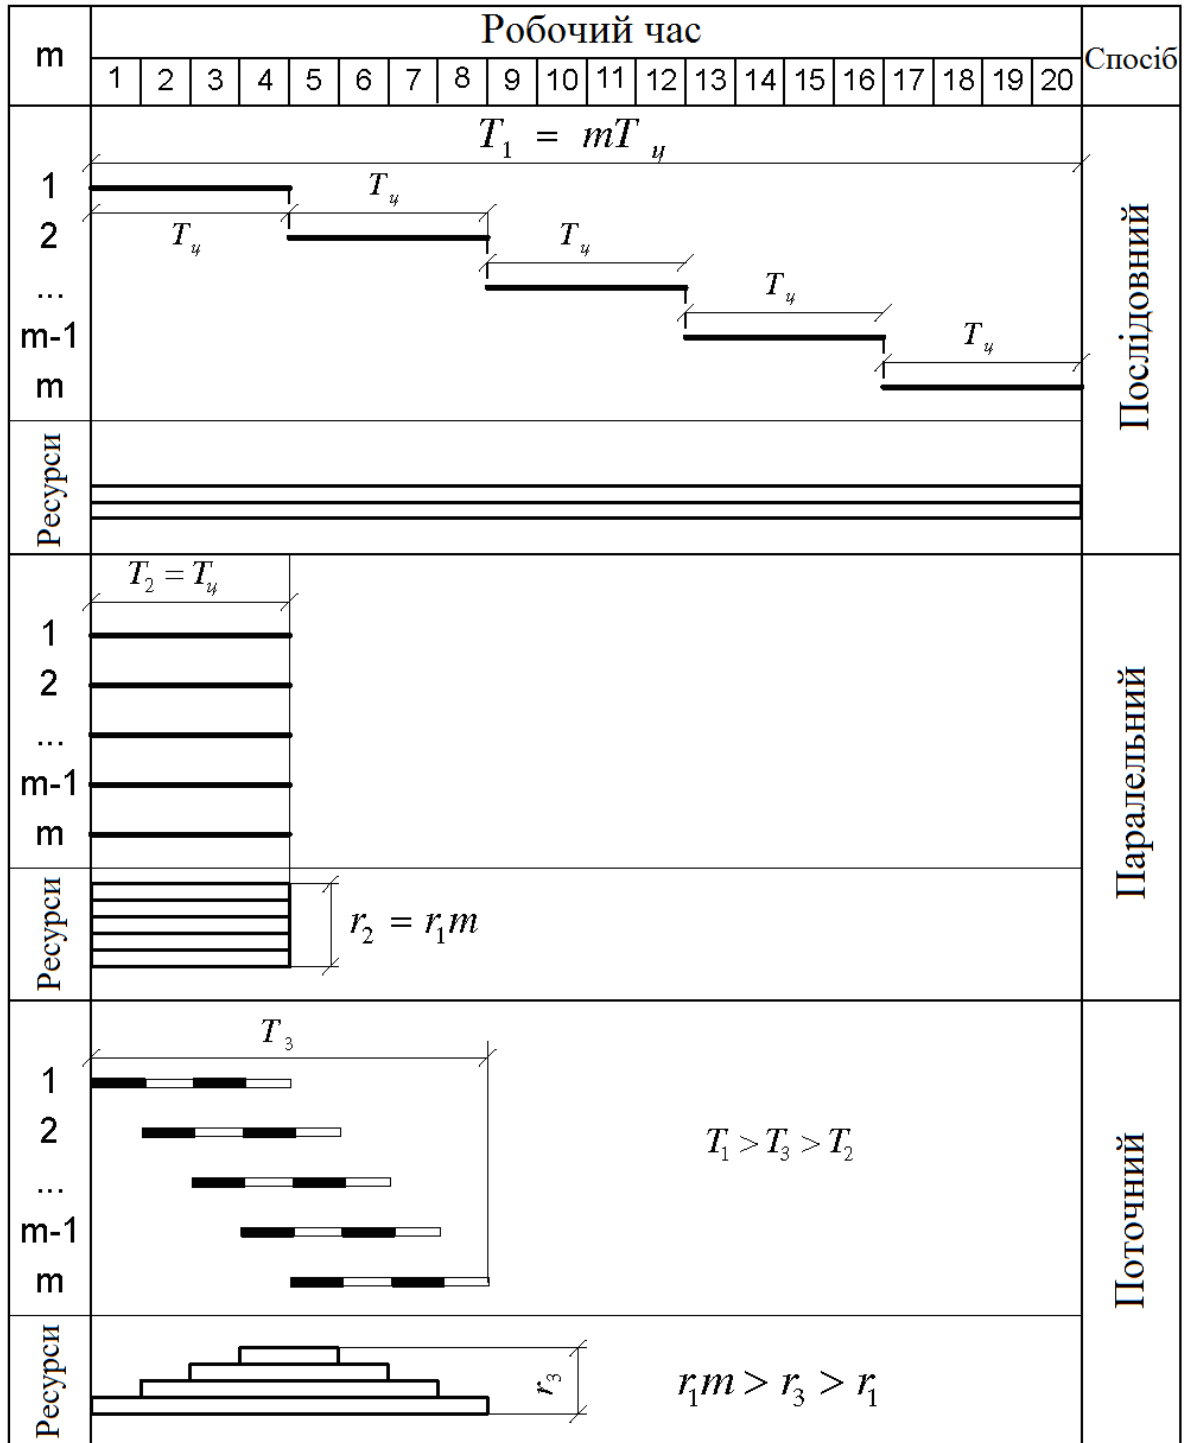 m
Робочий час
Спосіб
1 2 3 4 5 6 7 8 9 10 11 12 13 14 15 16 17 18 19 20
T₁ = mTц
1
Tц
Tц
2
Tц
...
Tц
m-1
Tц
m
Послідовний
Ресурси
T₂ = Tц
1
2
...
m-1
m
Паралельний
Ресурси
r₂ = r₁m
T₃
1
2
T₁ > T₃ > T₂
...
m-1
m
Поточний
Ресурси
r₃
r₁m > r₃ > r₁